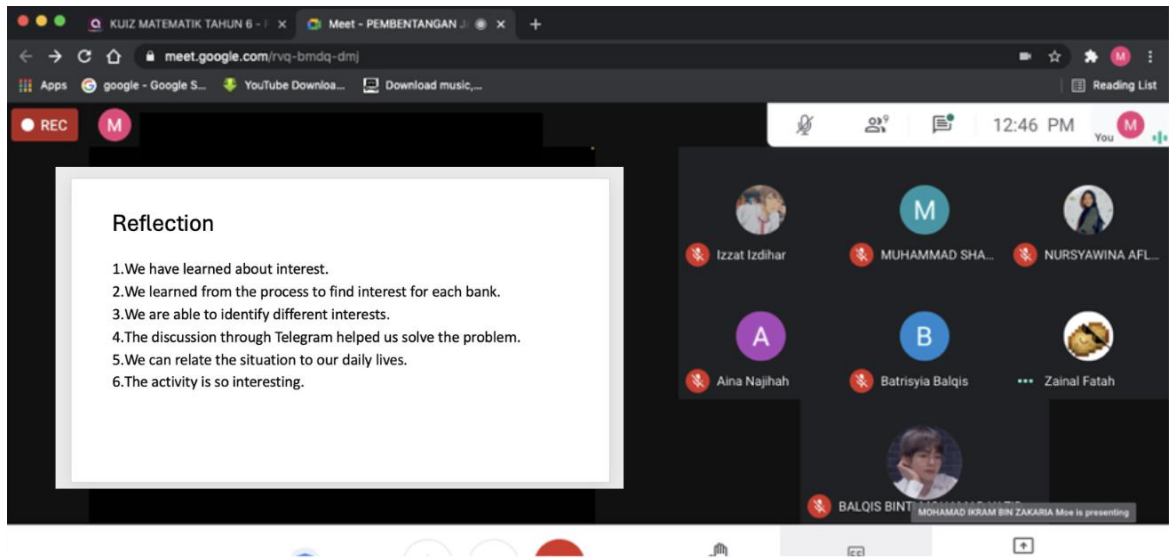 KUIZ MATEMATIK TAHUN 6 -
Meet - PEMBENTANGAN
meet.google.com/rvq-bmdq-dmj
M
Apps
google - Google S...
YouTube Downloa...
Download music,...
Reading List
REC
M
9
12:46 PM
You
M
Reflection
1.We have learned about interest.
2.We learned from the process to find interest for each bank.
3.We are able to identify different interests.
4.The discussion through Telegram helped us solve the problem.
5.We can relate the situation to our daily lives.
6.The activity is so interesting.
M
Izzat Izdihar
MUHAMMAD SHA...
NURSYAWINA AFL...
A
B
Aina Najihah
Batrisyia Balqis
Zainal Fatah
BALQIS BINT
MOHAMAD IKRAM BIN ZAKARIA Moe is presenting